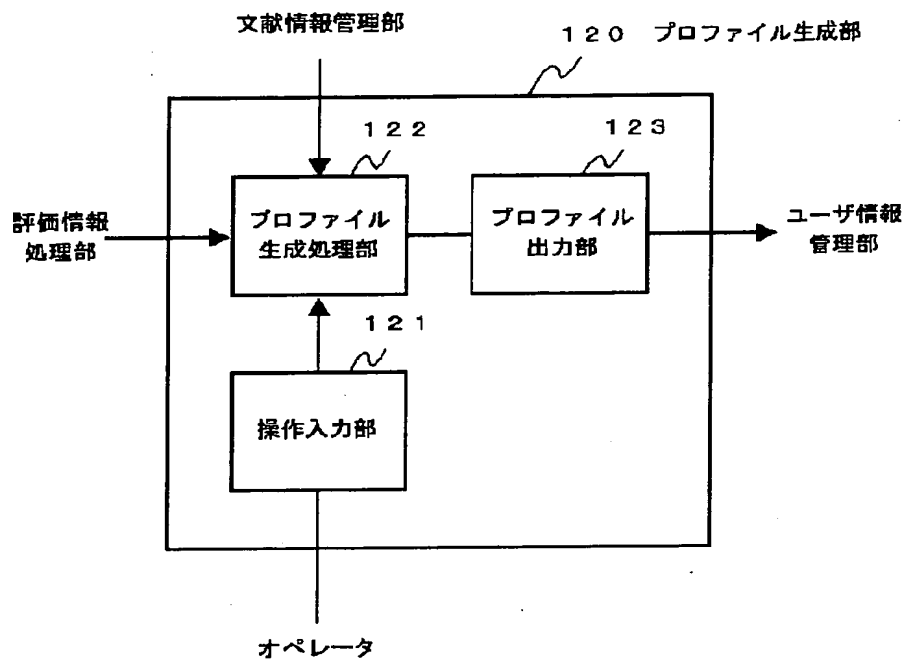 文献情報管理部
120 プロファイル生成部
122
123
評価情報
処理部
プロファイル
生成処理部
プロファイル
出力部
ユーザ情報
管理部
121
操作入力部
オペレータ